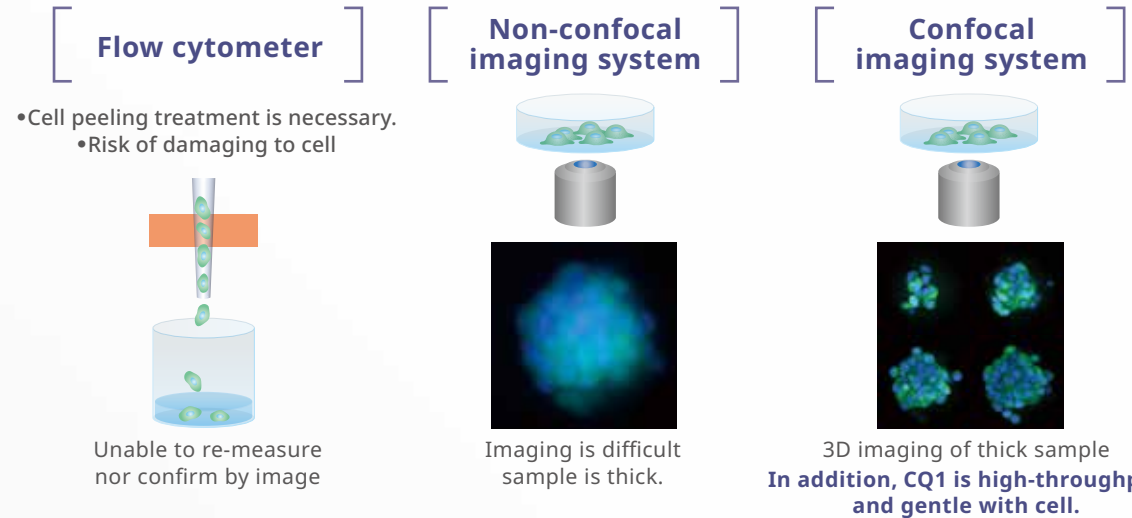 Flow cytometer
•Cell peeling treatment is necessary.
•Risk of damaging to cell
Unable to re-measure
nor confirm by image
Non-confocal
imaging system
Imaging is difficult
sample is thick.
Confocal
imaging system
3D imaging of thick sample
In addition, CQ1 is
and gentle with cell.